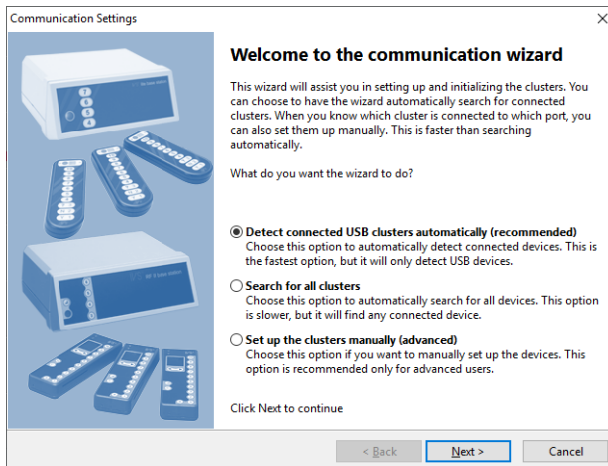 Communication Settings
Welcome to the communication wizard
This wizard will assist you in setting up and initializing the clusters. You
can choose to have the wizard automatically search for connected
clusters. When you know which cluster is connected to which port, you
can also set them up manually. This is faster than searching
automatically.
What do you want the wizard to do?
Detect connected USB clusters automatically (recommended)
Choose this option to automatically detect connected devices. This is
the fastest option, but it will only detect USB devices.
Search for all clusters
Choose this option to automatically search for all devices. This option
is slower, but it will find any connected device.
Set up the clusters manually (advanced)
Choose this option if you want to manually set up the devices. This
option is recommended only for advanced users.
Click Next to continue
< Back
Next >
Cancel